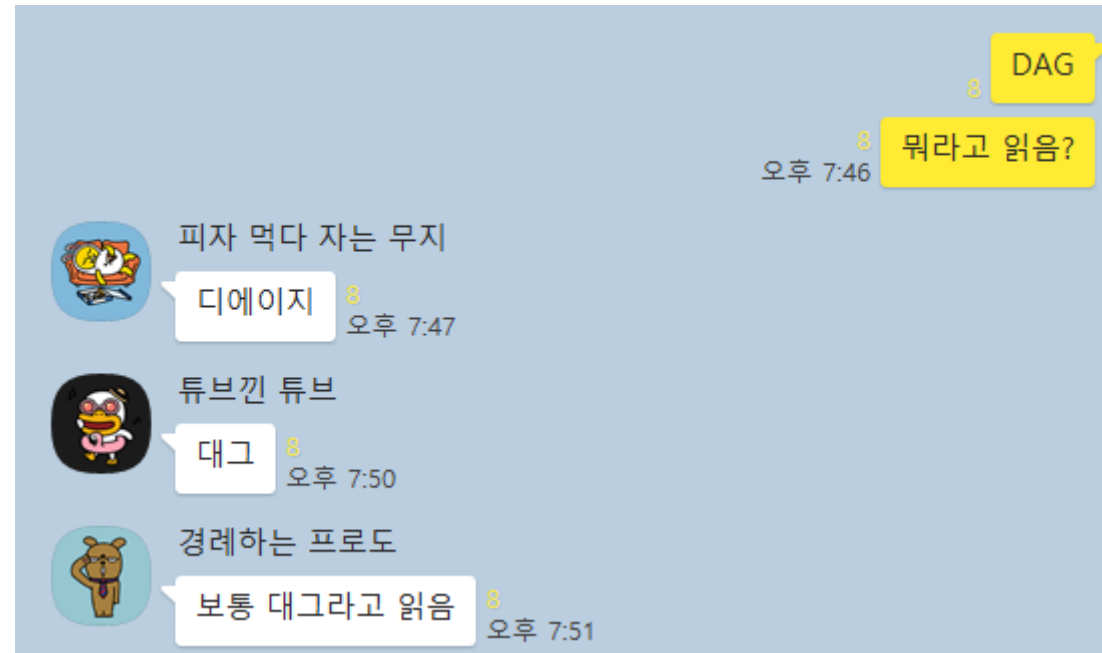 DAG
8
뭐라고 읽음?
8
오후 7:46
피자 먹다 자는 무지
디에이지
8
오후 7:47
튜브낀 튜브
대그
8
오후 7:50
경례하는 프로도
보통 대그라고 읽음
8
오후 7:51